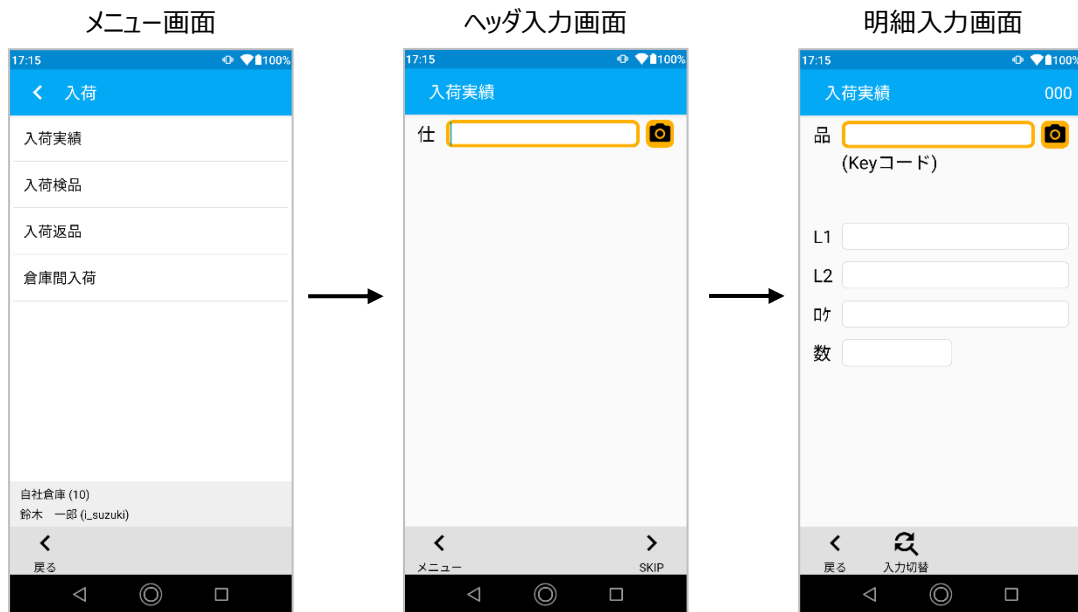 メニュー画面
17:15
100%
入荷
入荷実績
入荷検品
入荷返品
倉庫間入荷
自社倉庫 (10)
鈴木　一郎 (i_suzuki)
戻る
ヘッダ入力画面
17:15
100%
入荷実績
仕
メニュー
SKIP
明細入力画面
17:15
100%
入荷実績
000
品
(Keyコード)
L1
L2
ﾛｹ
数
戻る
入力切替